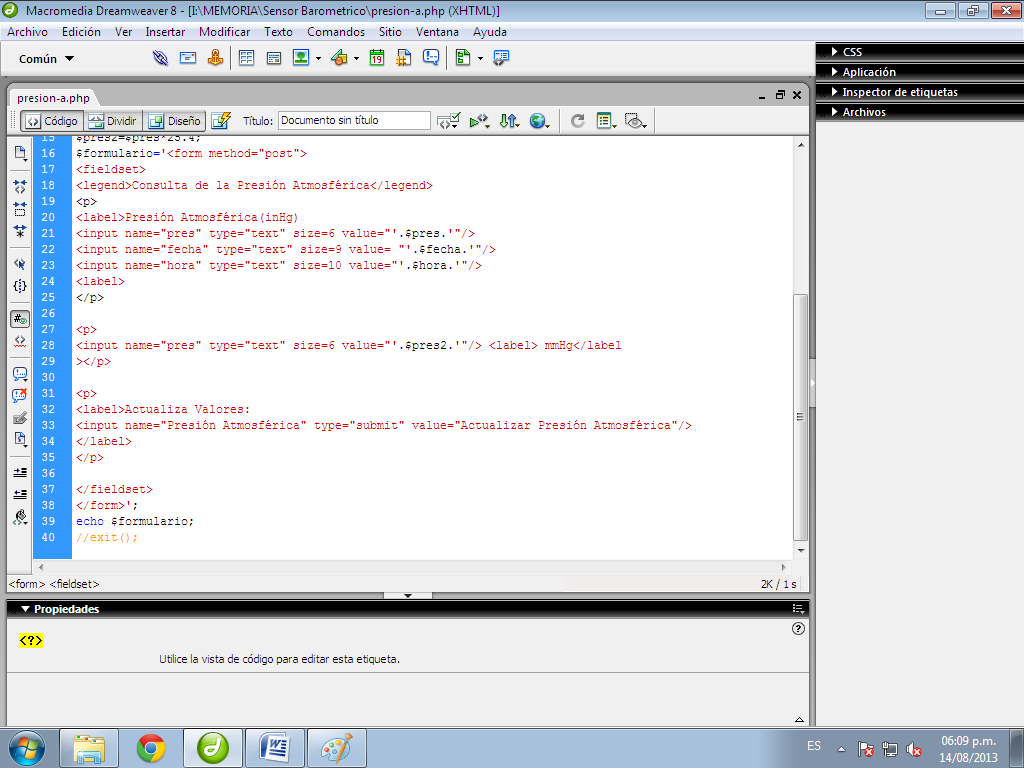 Macromedia Dreamweaver 8 - [I:\MEMORIA\Sensor Barometrico\presion-a.php (XHTML)]
Archivo Edición Ver Insertar Modificar Texto Comandos Sitio Ventana Ayuda
Común
CSS
Aplicación
Inspector de etiquetas
Archivos
presion-a.php
Código Dividir Diseño Título: Documento sin título
15 $pres2=$pres*25.4;
16 $formulario='<form method="post">
17 <fieldset>
18 <legend>Consulta de la Presión Atmosférica</legend>
19 <p>
20 <label>Presión Atmosférica(inHg)
21 <input name="pres" type="text" size=6 value="'.$pres.'"/>
22 <input name="fecha" type="text" size=9 value= "'.$fecha.'"/>
23 <input name="hora" type="text" size=10 value="'.$hora.'"/>
24 <label>
25 </p>
26
27 <p>
28 <input name="pres" type="text" size=6 value="'.$pres2.'"/> <label> mmHg</label
29 ></p>
30
31 <p>
32 <label>Actualiza Valores:
33 <input name="Presión Atmosférica" type="submit" value="Actualizar Presión Atmosférica"/>
34 </label>
35 </p>
36
37 </fieldset>
38 </form>';
39 echo $formulario;
40 //exit();
<form> <fieldset> 2K / 1 s
Propiedades
<?>
Utilice la vista de código para editar esta etiqueta.
ES
06:09 p.m.
14/08/2013